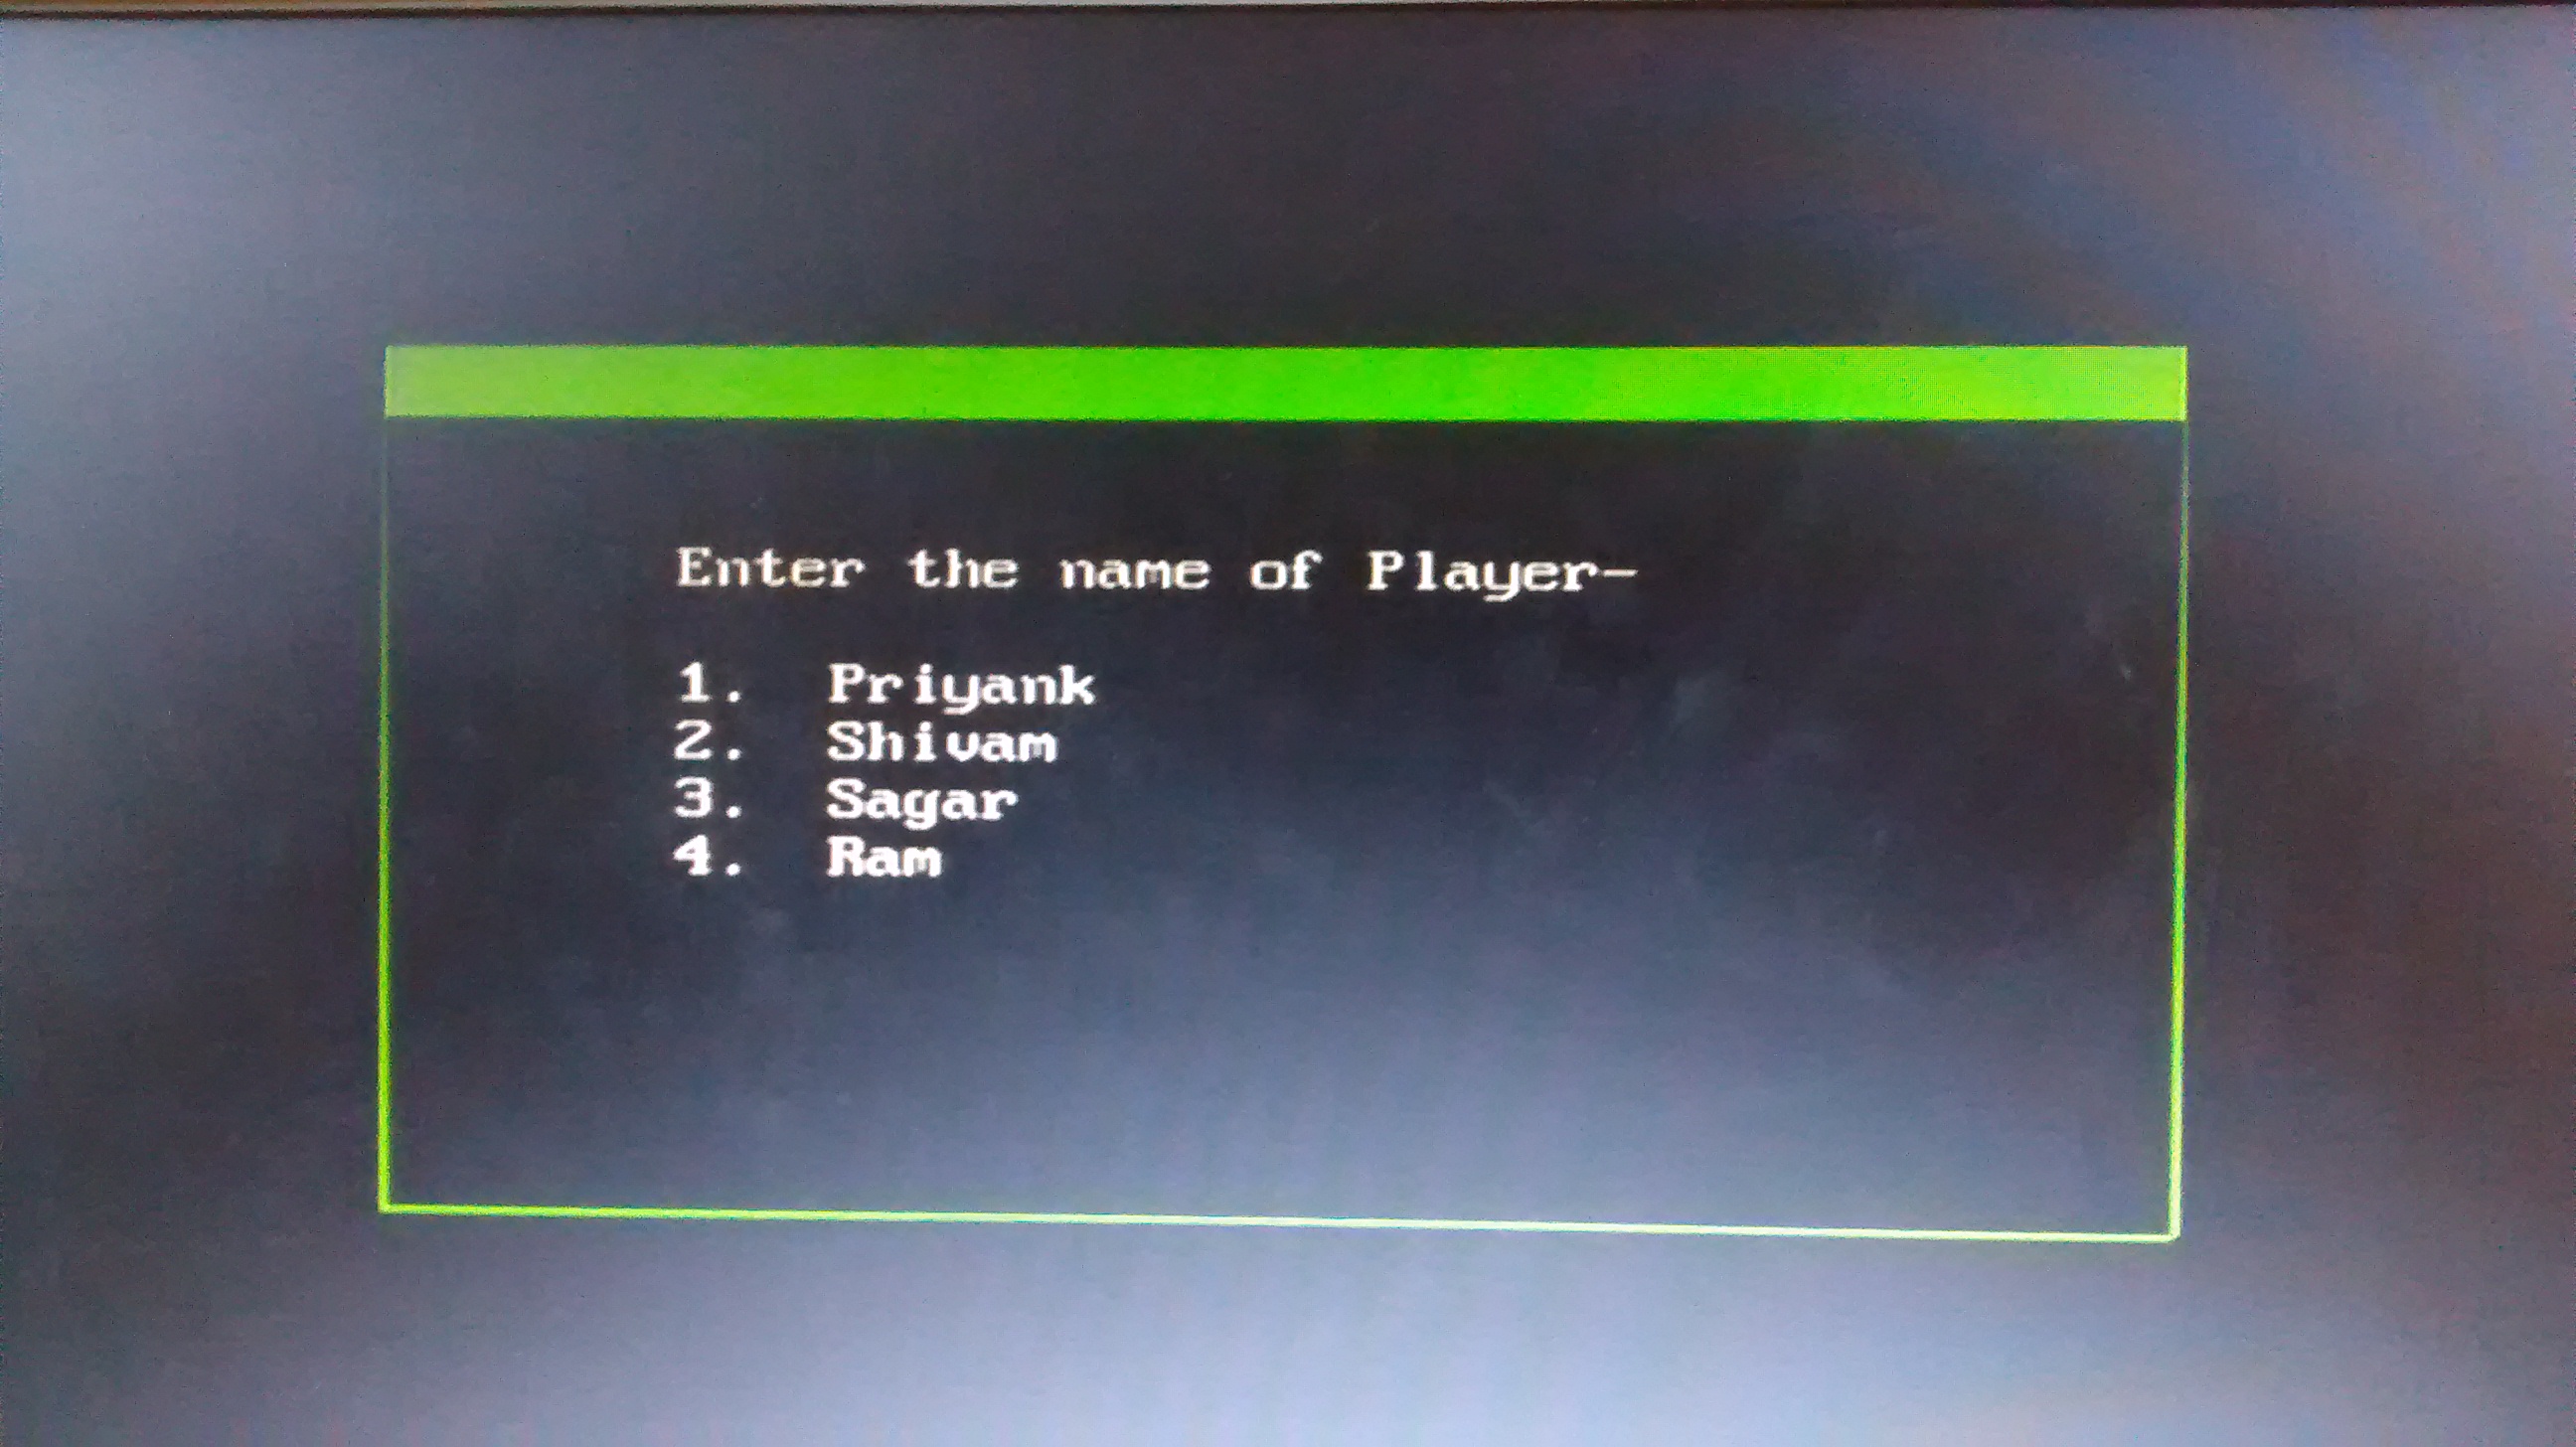 Enter the name of Player-
1. Priyank
2. Shivam
3. Sagar
4. Ram